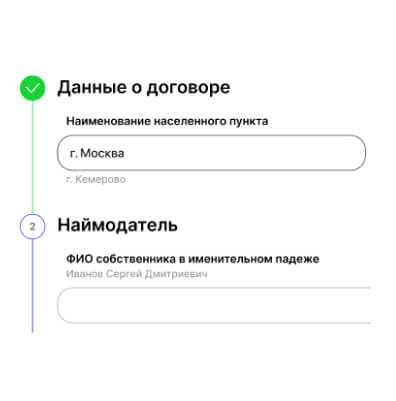 Данные о договоре
Наименование населенного пункта
г. Москва
г. Кемерово
2
Наймодатель
ФИО собственника в именительном падеже
Иванов Сергей Дмитриевич